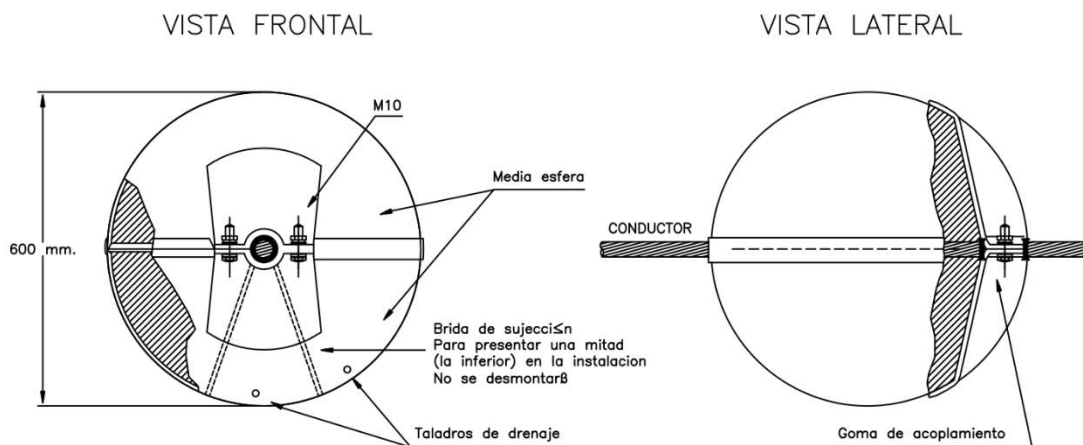 VISTA FRONTAL
VISTA LATERAL
M10
Media esfera
600 mm.
CONDUCTOR
Brida de sujecci≤n
Para presentar una mitad
(la inferior) en la instalacion
No se desmontarß
Taladros de drenaje
Goma de acoplamiento